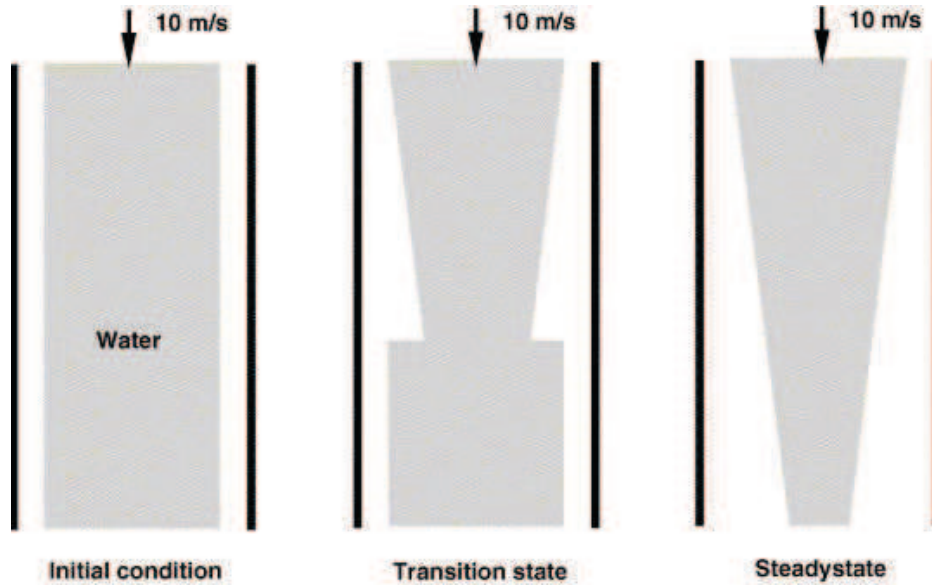 10 m/s
10 m/s
10 m/s
Water
Initial condition
Transition state
Steadystate